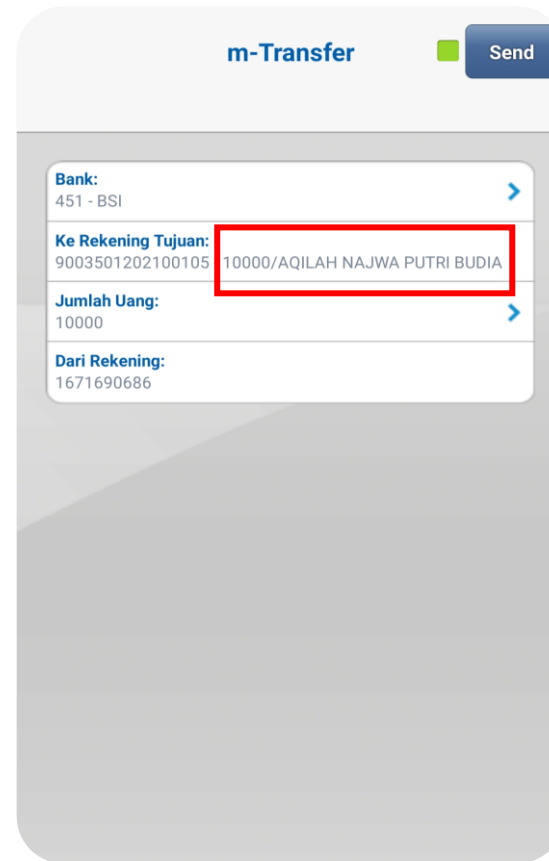 m-Transfer
Send
Bank:
451 - BSI
Ke Rekening Tujuan:
9003501202100105 10000/AQILAH NAJWA PUTRI BUDIA
Jumlah Uang:
10000
Dari Rekening:
1671690686